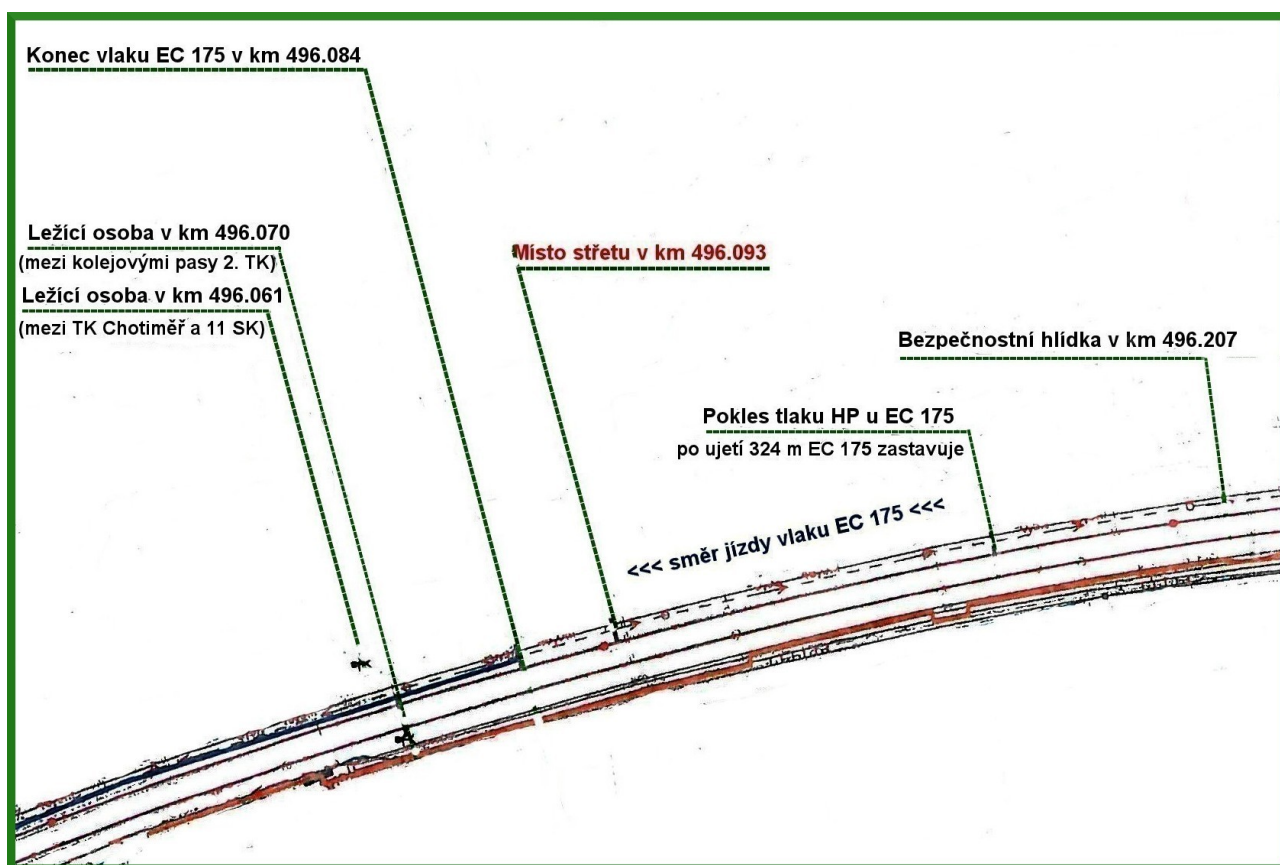 Konec vlaku EC 175 v km 496.084
Ležící osoba v km 496.070
(mezi kolejovými pasy 2. TK)
Ležící osoba v km 496.061
(mezi TK Chotiměř a 11 SK)
Místo střetu v km 496.093
Bezpečnostní hlídka v km 496.207
Pokles tlaku HP u EC 175
po ujetí 324 m EC 175 zastavuje
<<< směr jízdy vlaku EC 175 <<<